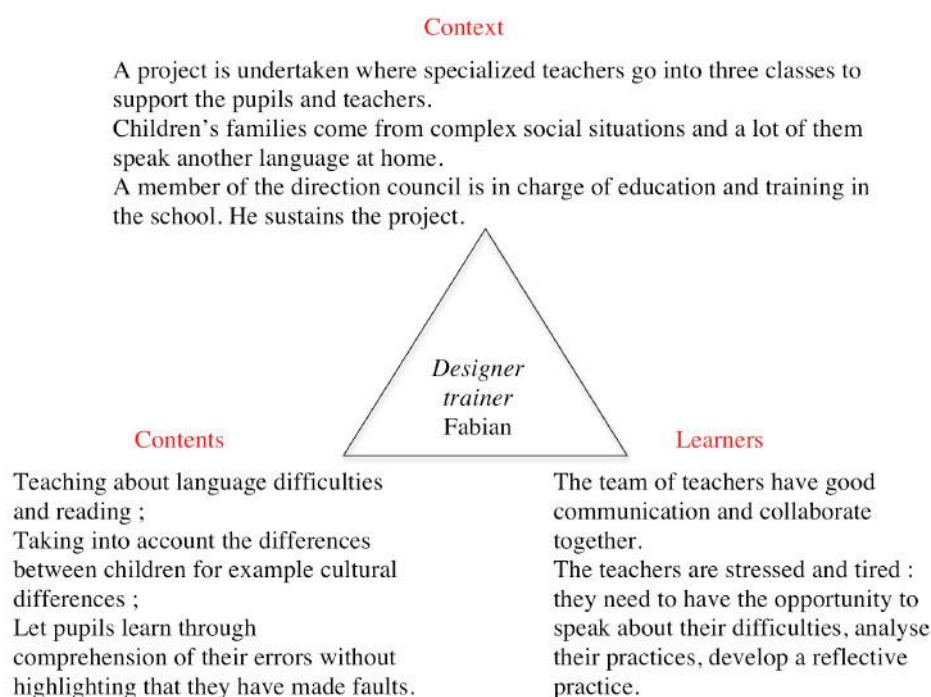 Context
A project is undertaken where specialized teachers go into three classes to
support the pupils and teachers.
Children's families come from complex social situations and a lot of them
speak another language at home.
A member of the direction council is in charge of education and training in
the school. He sustains the project.
Designer
trainer
Fabian
Contents
Teaching about language difficulties
and reading ;
Taking into account the differences
between children for example cultural
differences ;
Let pupils learn through
comprehension of their errors without
highlighting that they have made faults.
Learners
The team of teachers have good
communication and collaborate
together.
The teachers are stressed and tired :
they need to have the opportunity to
speak about their difficulties, analyse
their practices, develop a reflective
practice.